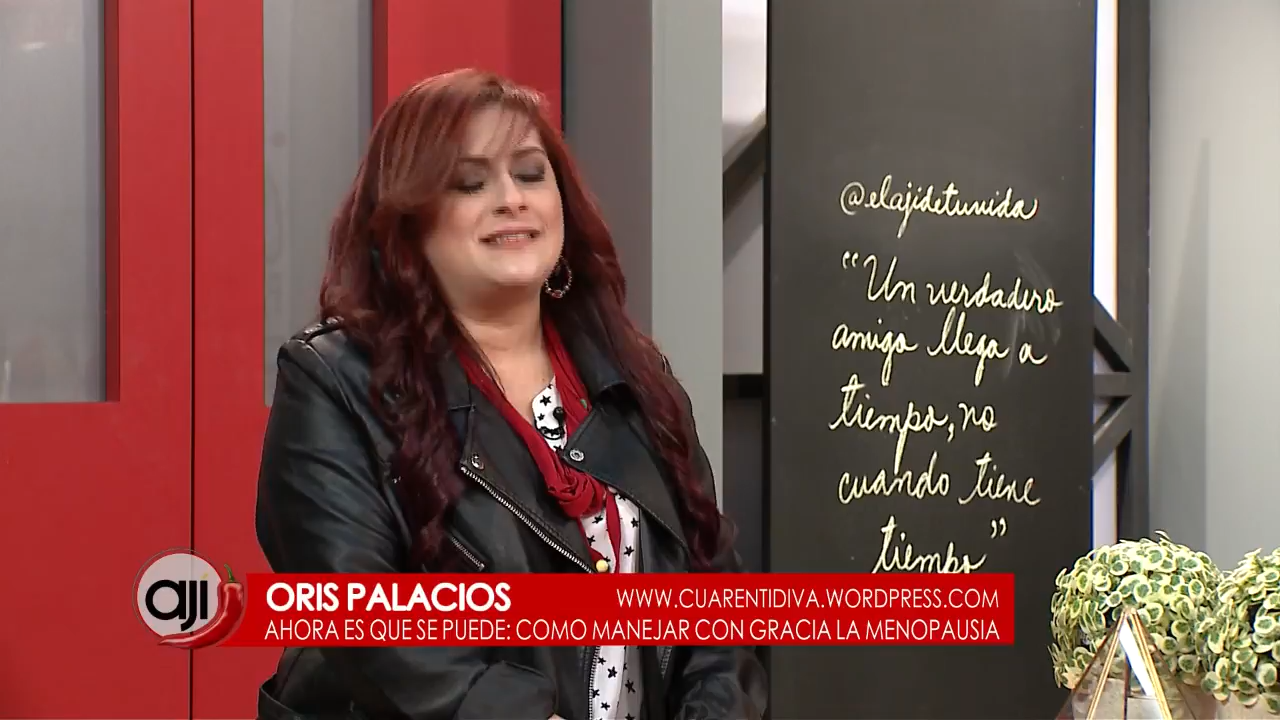 @elajidetuvida
"Un verdadero
amigo llega a
tiempo, no
cuando tiene
tiempo"
ají
ORIS PALACIOS
WWW.CUARENTIDIVA.WORDPRESS.COM
AHORA ES QUE SE PUEDE: COMO MANEJAR CON GRACIA LA MENOPAUSIA